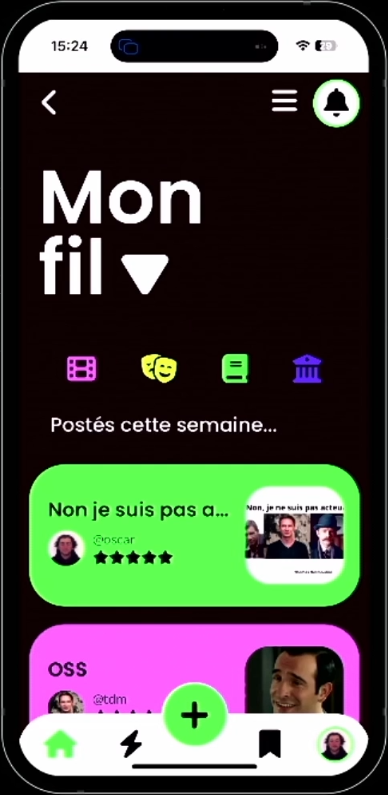 15:24
29
Mon
fil
Postés cette semaine...
Non je suis pas a...
@oscar
Non, je ne suis pas acteu
OSS
@tdm